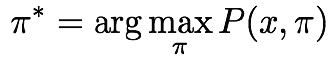 π* = arg max_π P(x, π)